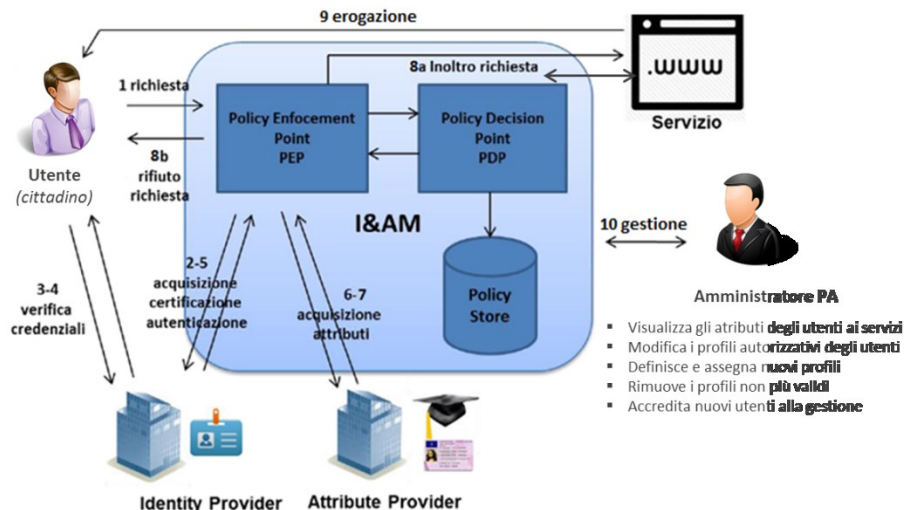 9 erogazione
8a Inoltro richiesta
.www
Servizio
1 richiesta
Policy Enfocement
Point
PEP
Policy Decision
Point
PDP
8b
rifiuto
richiesta
Utente
(cittadino)
I&AM
10 gestione
2-5
acquisizione
certificazione
autenticazione
3-4
verifica
credenziali
6-7
acquisizione
attributi
Policy
Store
Amministratore PA
▪ Visualizza gli atributi degli utenti ai servizi
▪ Modifica i profili autorizzativi degli utenti
▪ Definisce e assegna nuovi profili
▪ Rimuove i profili non più validi
▪ Accredita nuovi utenti alla gestione
Identity Provider
Attribute Provider